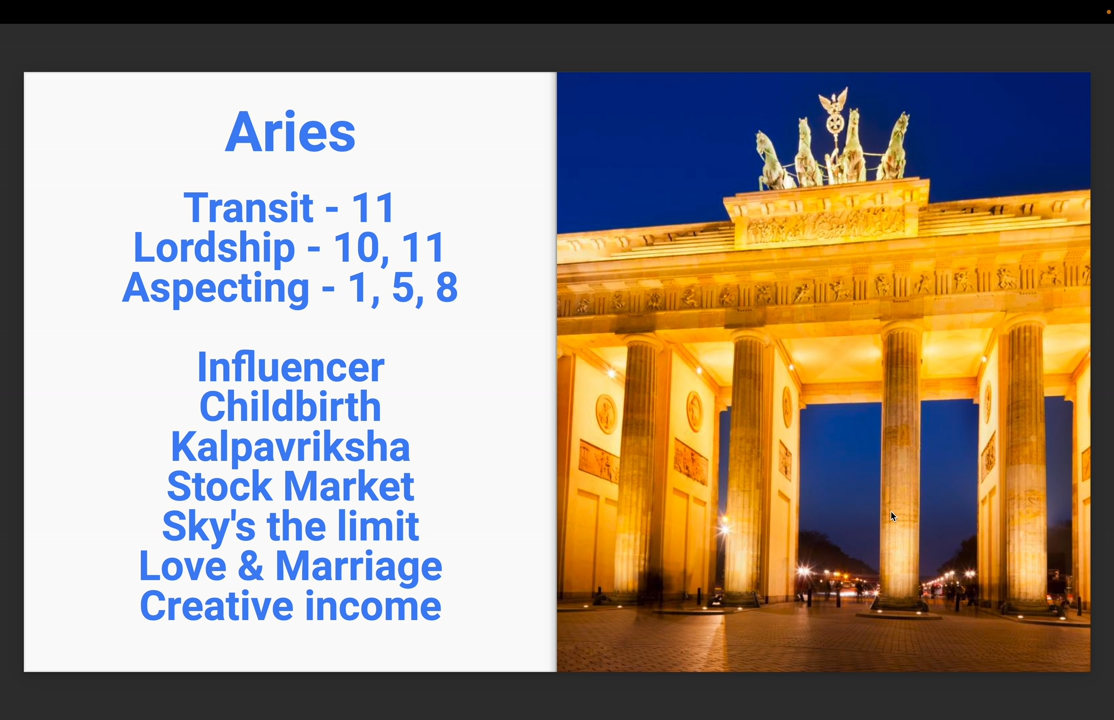 Aries
Transit - 11
Lordship - 10, 11
Aspecting - 1, 5, 8
Influencer
Childbirth
Kalpavriksha
Stock Market
Sky's the limit
Love & Marriage
Creative income